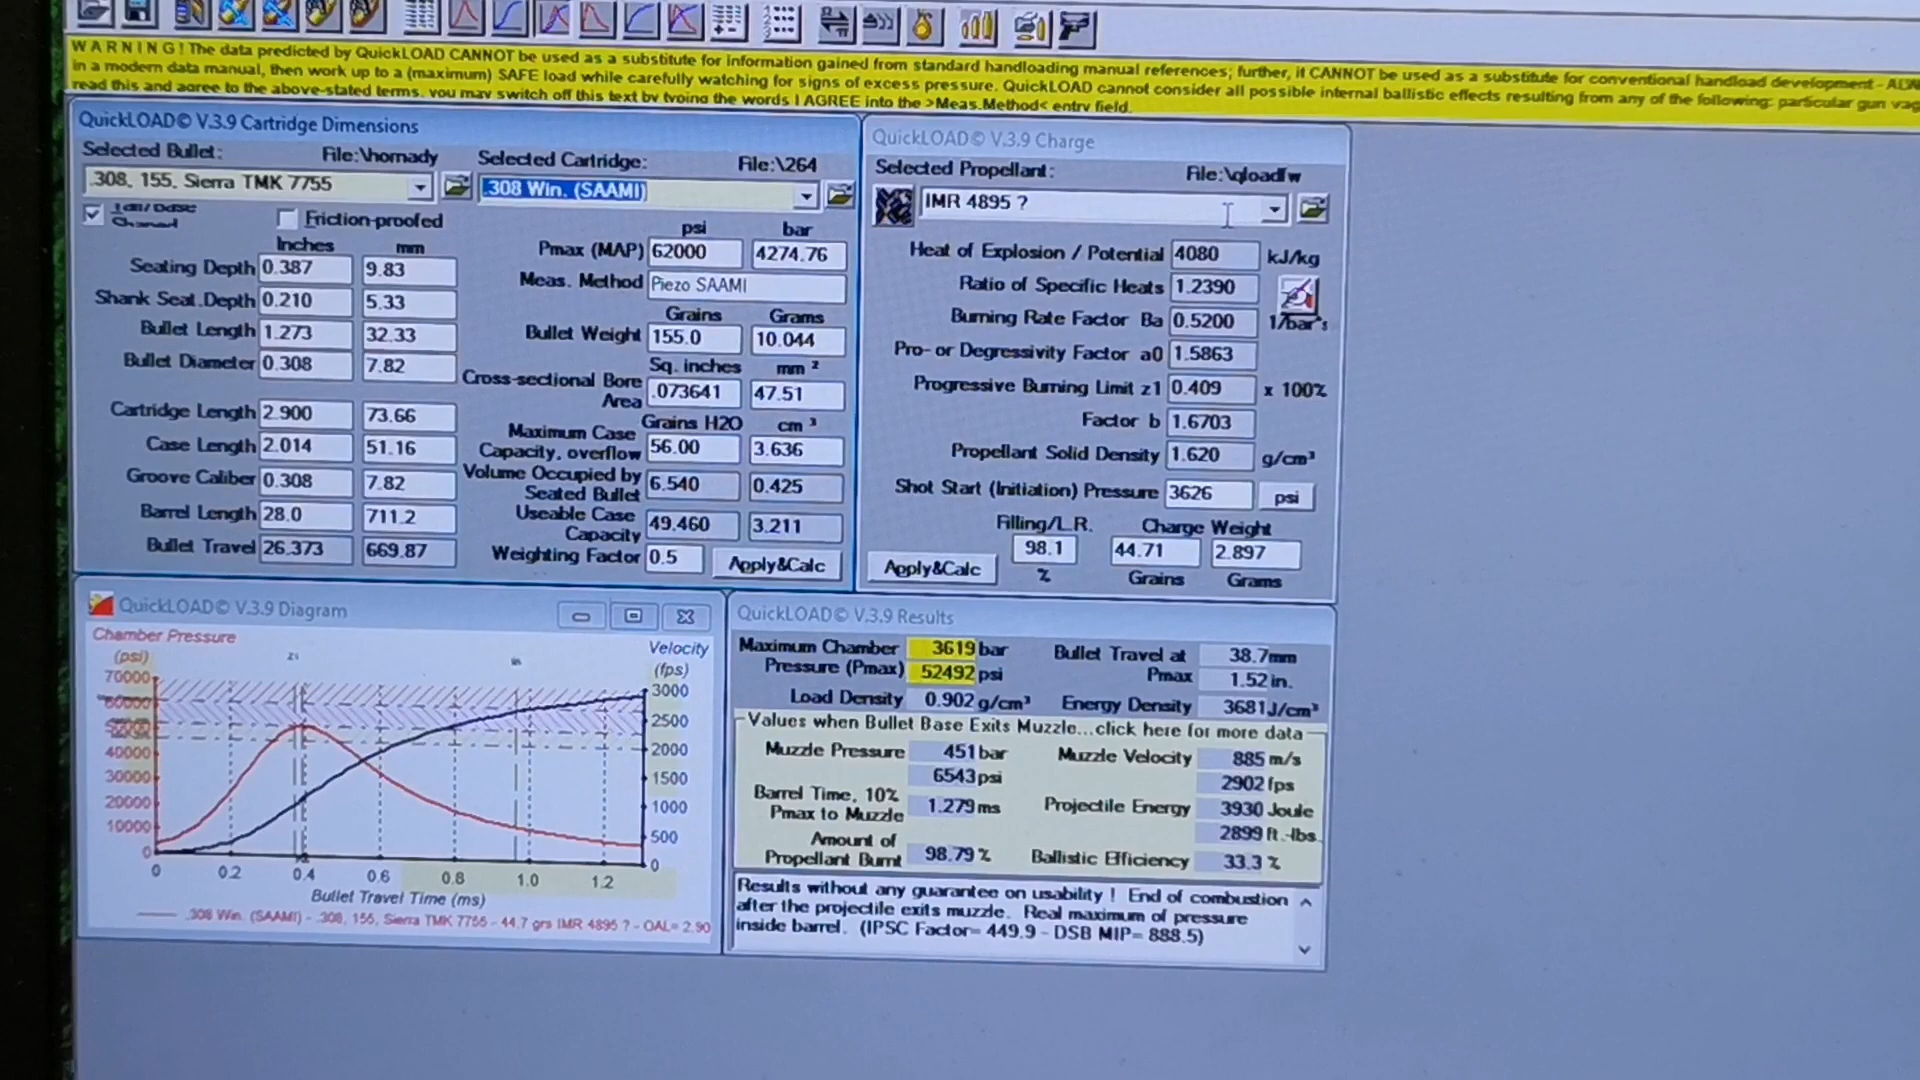 WARNING! The data predicted by QuickLOAD CANNOT be used as a substitute for information gained from standard handloading manual references; further, it CANNOT be used as a substitute for conventional handload development -
in a modern data manual, then work up to a (maximum) SAFE load while carefully watching for signs of excess pressure. QuickLOAD cannot consider all possible internal ballistic effects resulting from any of the following: particular gun
read this and agree to the above-stated terms, you may switch off this text by typing the words I AGREE into the >Meas.Method< entry field.
QuickLOAD© V.3.9 Cartridge Dimensions
Selected Bullet: File:\hornady Selected Cartridge: File:\264
.308, 155, Sierra TMK 7755 .308 Win. (SAAMI)
Friction-proofed
Inches mm psi bar
Seating Depth 0.387 9.83 Pmax (MAP) 62000 4274.76
Shank Seat.Depth 0.210 5.33 Meas. Method Piezo SAAMI
Grains Grams
Bullet Length 1.273 32.33 Bullet Weight 155.0 10.044
Bullet Diameter 0.308 7.82 Sq. inches mm ²
Cross-sectional Bore Area .073641 47.51
Cartridge Length 2.900 73.66 Grains H2O cm ³
Case Length 2.014 51.16 Maximum Case Capacity, overflow 56.00 3.636
Groove Caliber 0.308 7.82 Volume Occupied by Seated Bullet 6.540 0.425
Barrel Length 28.0 711.2 Useable Case Capacity 49.460 3.211
Bullet Travel 26.373 669.87 Weighting Factor 0.5 Apply&Calc
QuickLOAD© V.3.9 Charge
Selected Propellant: File:\qloadfw
IMR 4895 ?
Heat of Explosion / Potential 4080 kJ/kg
Ratio of Specific Heats 1.2390
Burning Rate Factor Ba 0.5200 1/bar*s
Pro- or Degressivity Factor a0 1.5863
Progressive Burning Limit z1 0.409 x 100%
Factor b 1.6703
Propellant Solid Density 1.620 g/cm³
Shot Start (Initiation) Pressure 3626 psi
Filling/L.R. Charge Weight
98.1 44.71 2.897
Apply&Calc % Grains Grams
QuickLOAD© V.3.9 Diagram
Chamber Pressure Velocity
(psi) (fps)
70000 3000
60000
50000 2500
40000 2000
30000 1500
20000 1000
10000 500
0 0
0 0.2 0.4 0.6 0.8 1.0 1.2
Bullet Travel Time (ms)
.308 Win. (SAAMI) - .308, 155, Sierra TMK 7755 - 44.7 grs IMR 4895 ? - OAL= 2.90
QuickLOAD© V.3.9 Results
Maximum Chamber 3619 bar Bullet Travel at 38.7 mm
Pressure (Pmax) 52492 psi Pmax 1.52 in.
Load Density 0.902 g/cm³ Energy Density 3681 J/cm³
Values when Bullet Base Exits Muzzle...click here for more data
Muzzle Pressure 451 bar Muzzle Velocity 885 m/s
6543 psi 2902 fps
Barrel Time, 10% Pmax to Muzzle 1.279 ms Projectile Energy 3930 Joule
2899 ft.-lbs.
Amount of Propellant Burnt 98.79 % Ballistic Efficiency 33.3 %
Results without any guarantee on usability ! End of combustion
after the projectile exits muzzle. Real maximum of pressure
inside barrel. (IPSC Factor= 449.9 - DSB MIP= 888.5)